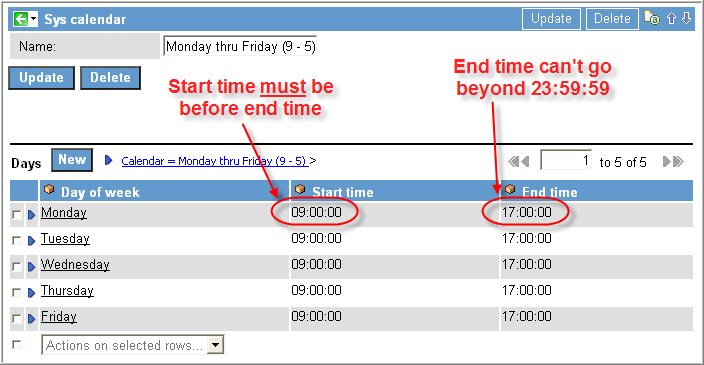 Sys calendar
Update Delete
Name: Monday thru Friday (9 - 5)
Update Delete
Start time must be
before end time
End time can't go
beyond 23:59:59
Days New Calendar = Monday thru Friday (9 - 5) > 1 to 5 of 5
Day of week Start time End time
Monday 09:00:00 17:00:00
Tuesday 09:00:00 17:00:00
Wednesday 09:00:00 17:00:00
Thursday 09:00:00 17:00:00
Friday 09:00:00 17:00:00
Actions on selected rows...